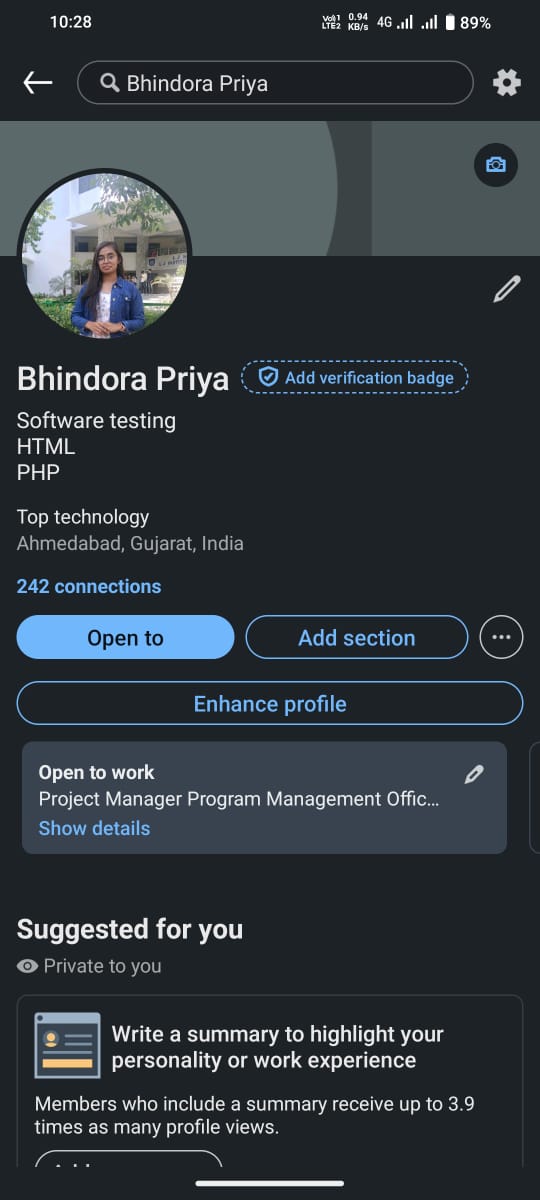 10:28
Vo)) 1
LTE2
0.94
KB/s
4G
89%
Bhindora Priya
Bhindora Priya
Add verification badge
Software testing
HTML
PHP
Top technology
Ahmedabad, Gujarat, India
242 connections
Open to
Add section
Enhance profile
Open to work
Project Manager Program Management Offic...
Show details
Suggested for you
Private to you
Write a summary to highlight your
personality or work experience
Members who include a summary receive up to 3.9
times as many profile views.